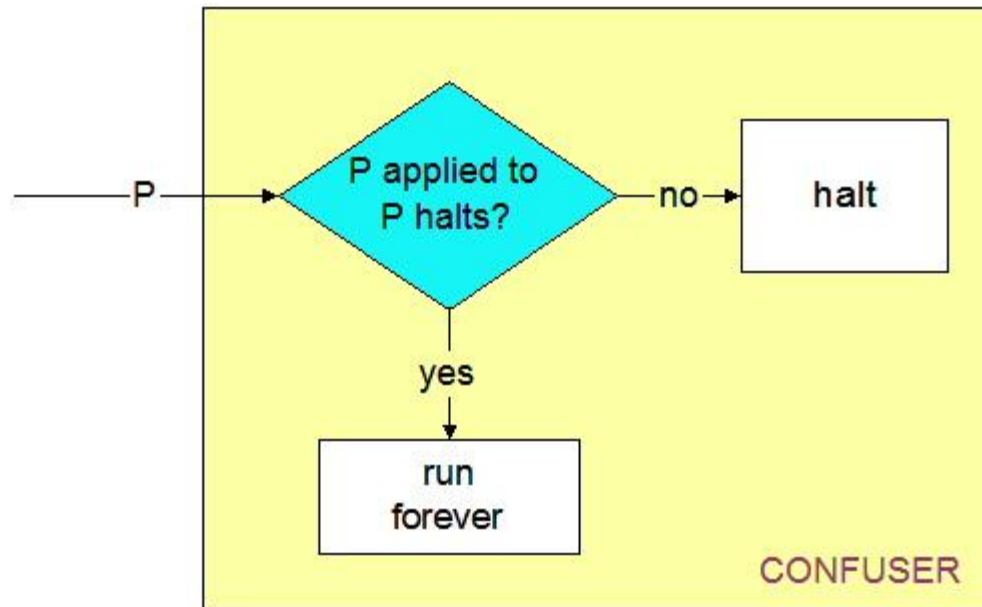 P applied to
P halts?
P
no
halt
yes
run
forever
CONFUSER